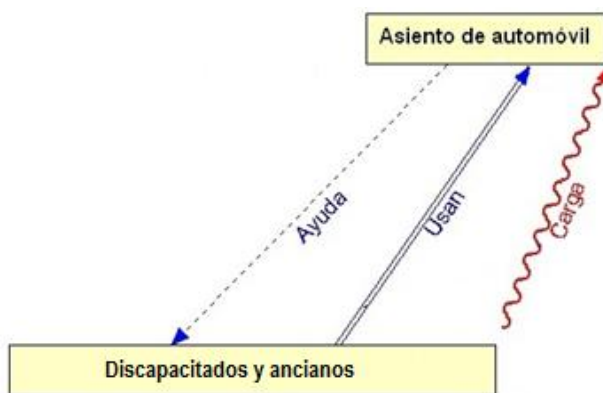 Asiento de automóvil
Ayuda
Usan
Carga
Discapacitados y ancianos